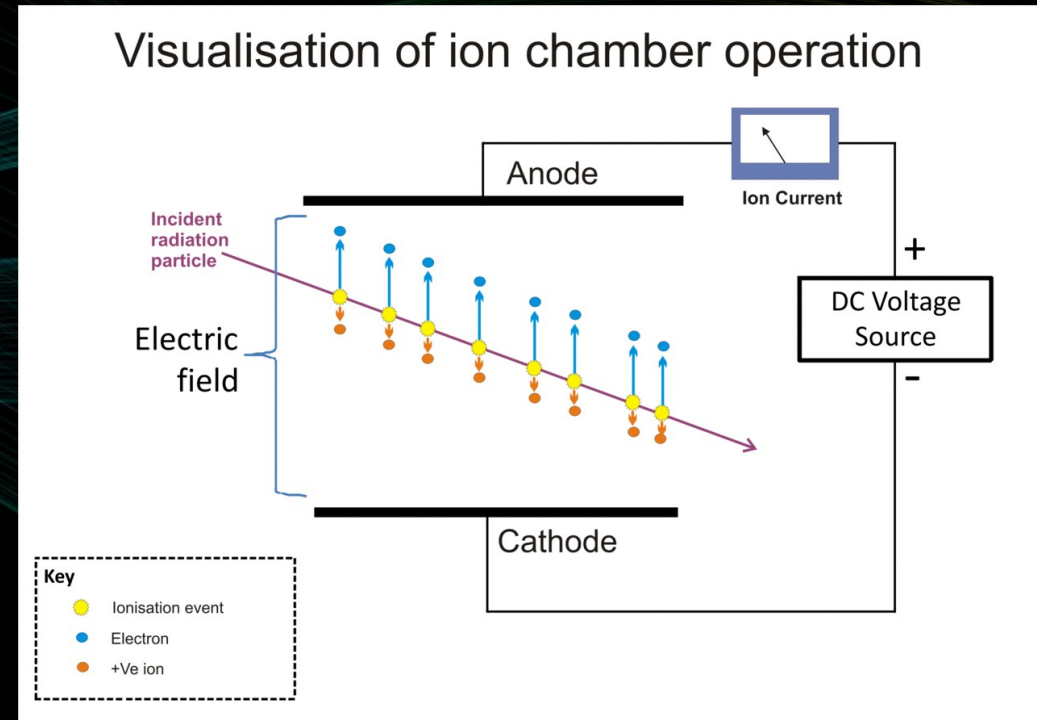 Visualisation of ion chamber operation
Anode
Ion Current
Incident
radiation
particle
+
DC Voltage
Source
-
Electric
field
Cathode
Key
Ionisation event
Electron
+Ve ion